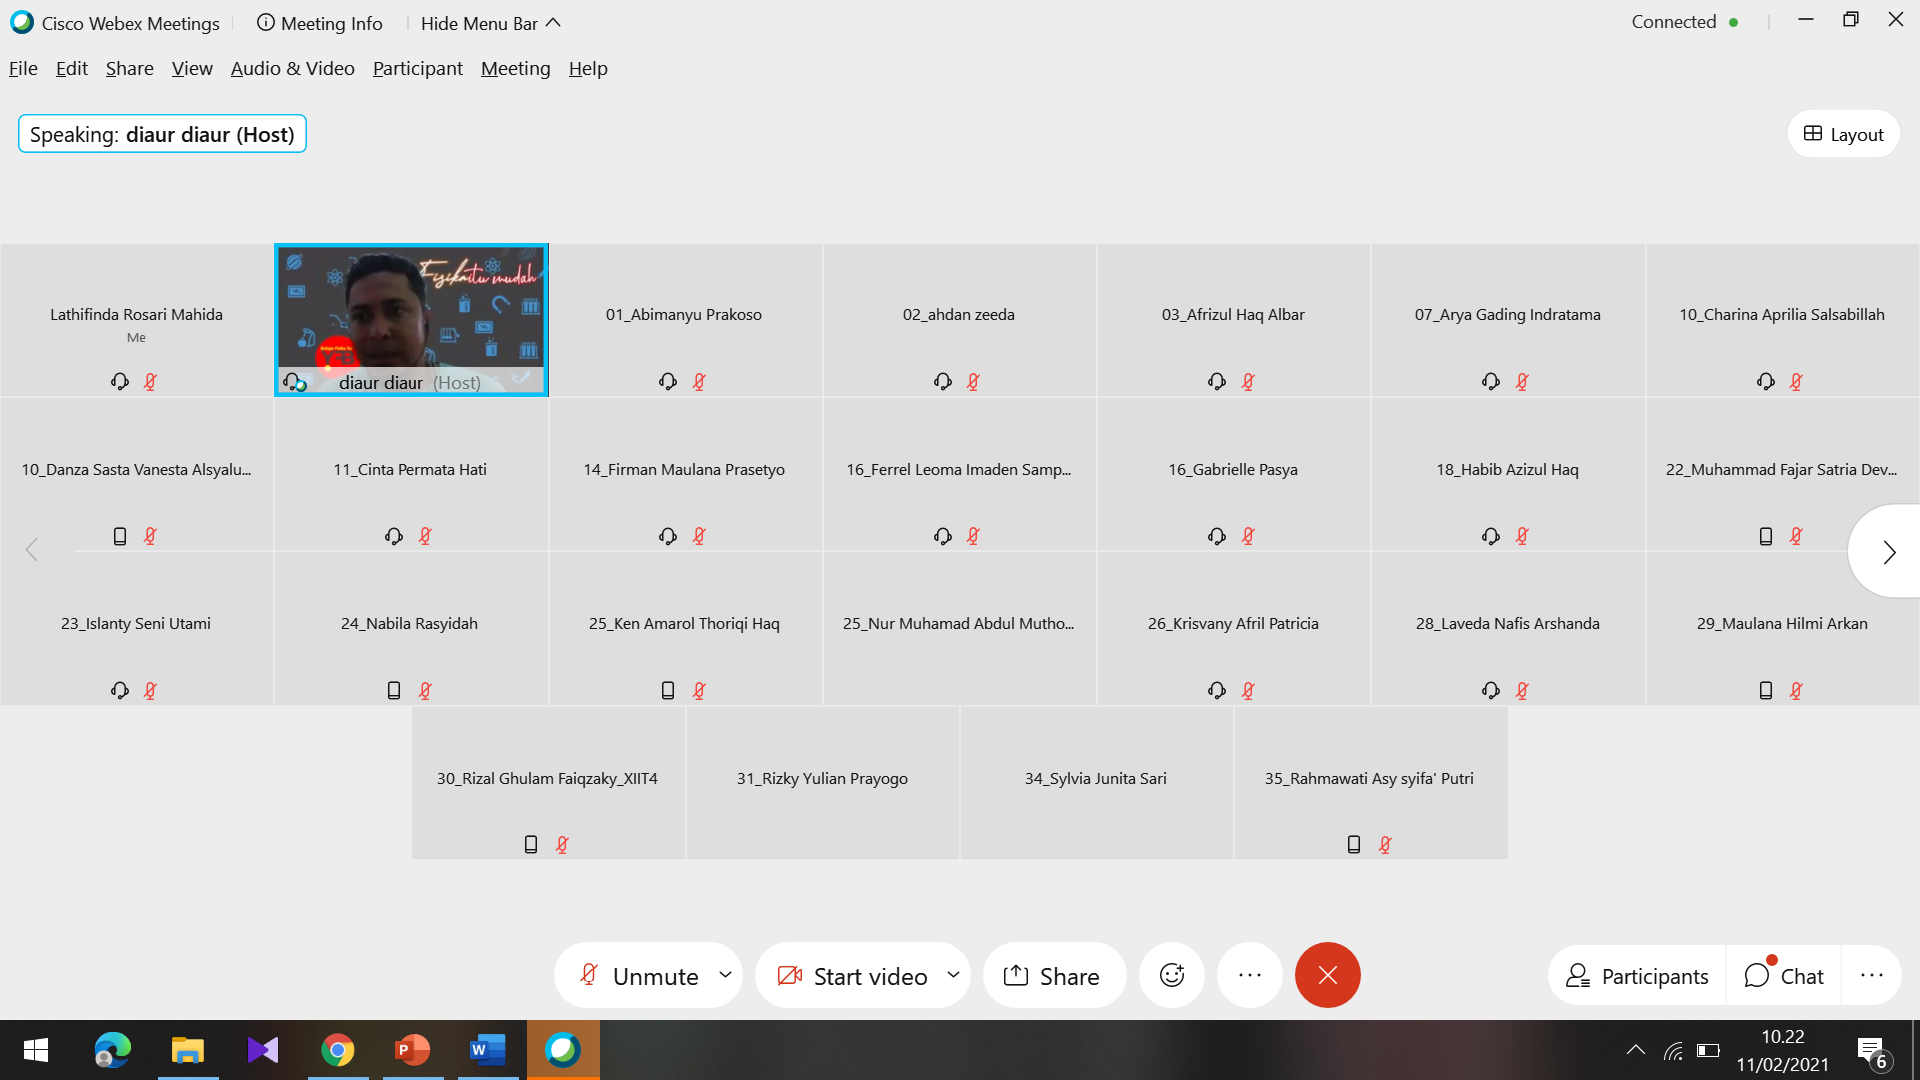 Cisco Webex Meetings Meeting Info Hide Menu Bar Connected
File Edit Share View Audio & Video Participant Meeting Help
Speaking: diaur diaur (Host)
Layout
Lathifinda Rosari Mahida
Me
Fisika itu mudah
diaur diaur (Host)
01_Abimanyu Prakoso
02_ahdan zeeda
03_Afrizul Haq Albar
07_Arya Gading Indratama
10_Charina Aprilia Salsabillah
10_Danza Sasta Vanesta Alsyalu...
11_Cinta Permata Hati
14_Firman Maulana Prasetyo
16_Ferrel Leoma Imaden Samp...
16_Gabrielle Pasya
18_Habib Azizul Haq
22_Muhammad Fajar Satria Dev...
23_Islanty Seni Utami
24_Nabila Rasyidah
25_Ken Amarol Thoriqi Haq
25_Nur Muhamad Abdul Mutho...
26_Krisvany Afril Patricia
28_Laveda Nafis Arshanda
29_Maulana Hilmi Arkan
30_Rizal Ghulam Faiqzaky_XIIT4
31_Rizky Yulian Prayogo
34_Sylvia Junita Sari
35_Rahmawati Asy syifa' Putri
Unmute Start video Share Participants Chat
10.22
11/02/2021
6